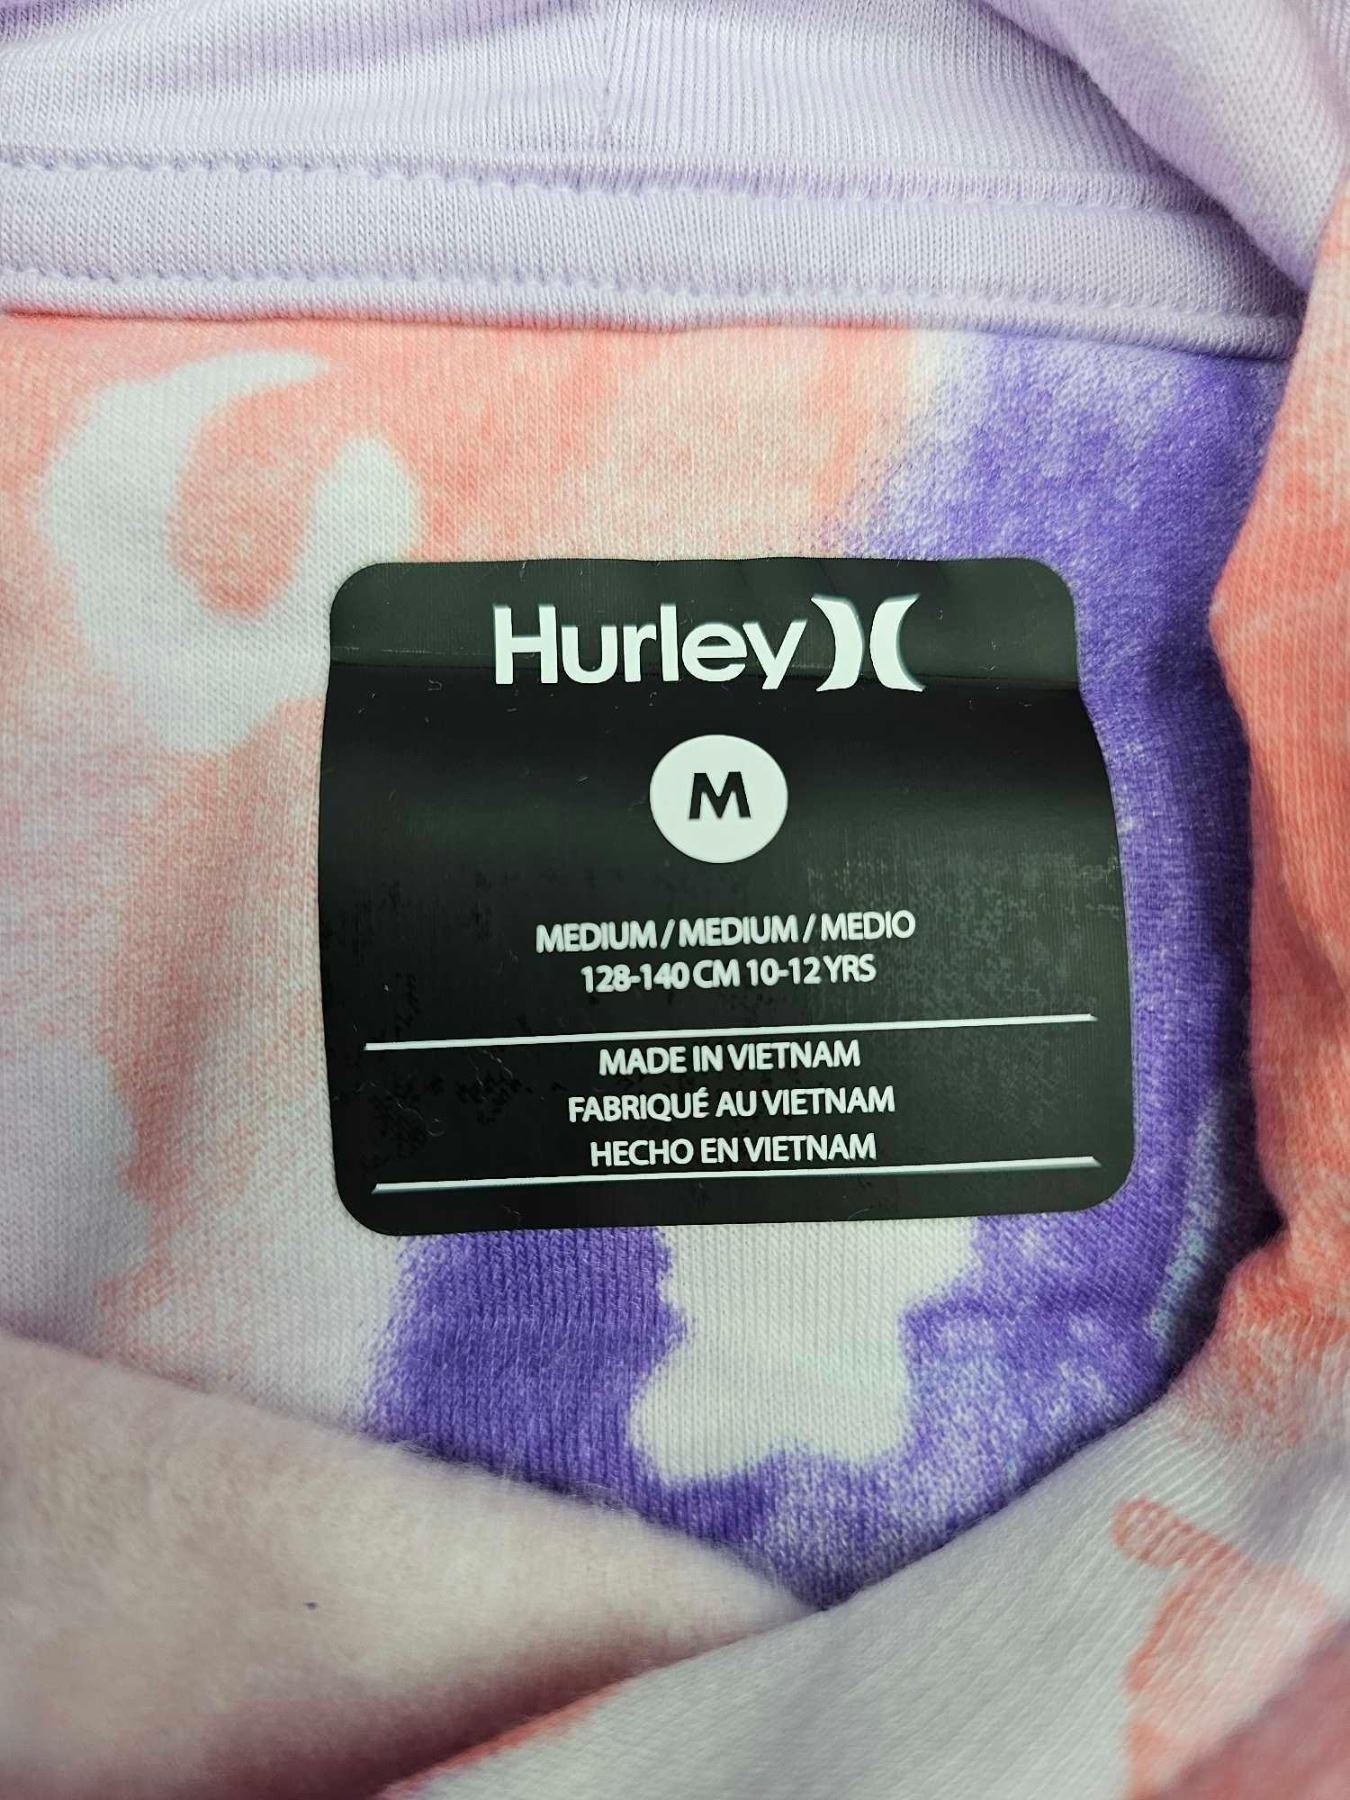 Hurley
M
MEDIUM / MEDIUM / MEDIO
128-140 CM 10-12 YRS
MADE IN VIETNAM
FABRIQUÉ AU VIETNAM
HECHO EN VIETNAM